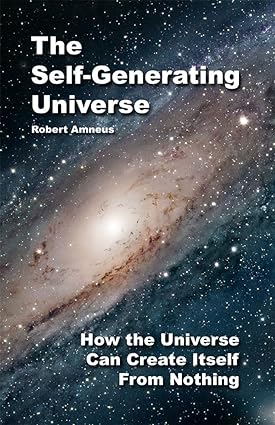 The
Self-Generating
Universe
Robert Amneus
How the Universe
Can Create Itself
From Nothing